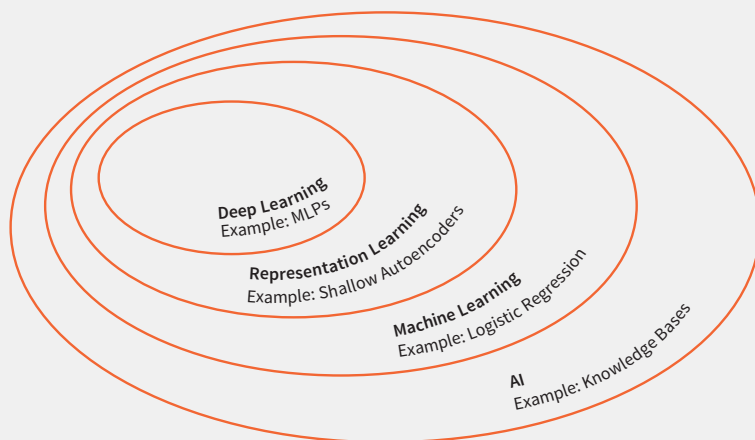 Deep Learning
Example: MLPs
Representation Learning
Example: Shallow Autoencoders
Machine Learning
Example: Logistic Regression
AI
Example: Knowledge Bases